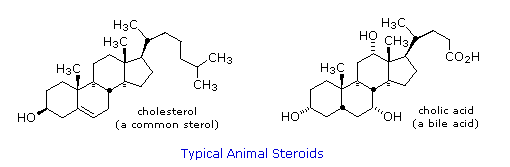 H₃C
H₃C
H₃C
CH₃
CH₃
HO
cholesterol
(a common sterol)
H₃C
HO
CH₃
CO₂H
H₃C
HO
OH
cholic acid
(a bile acid)
Typical Animal Steroids